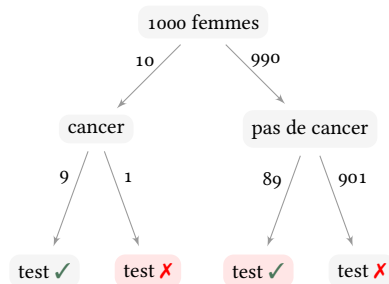 1000 femmes
10 990
cancer pas de cancer
9 1 89 901
test ✓ test ✗ test ✓ test ✗